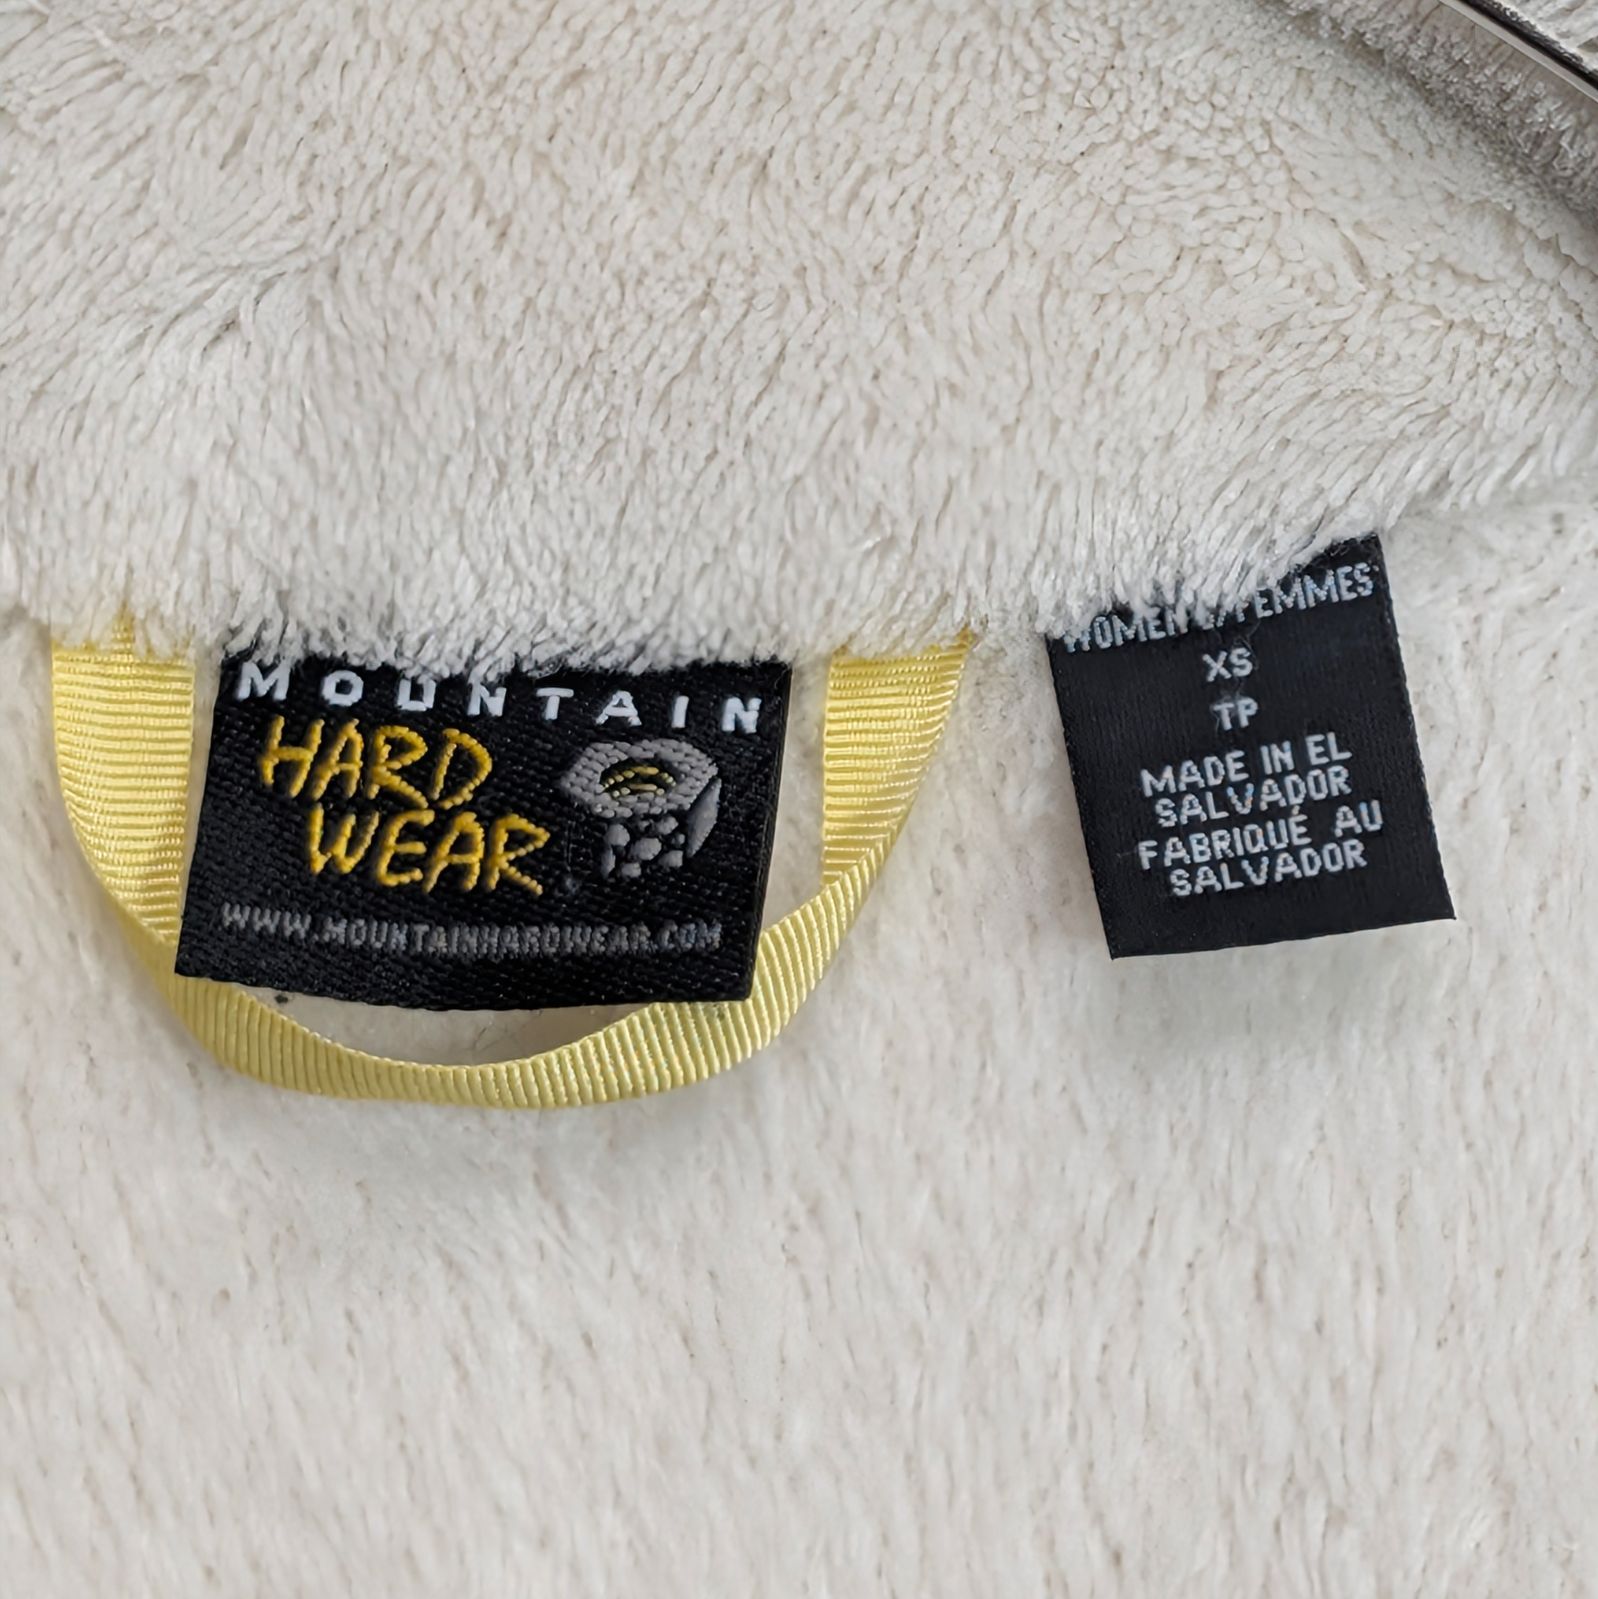 MOUNTAIN
HARD
WEAR
WWW.MOUNTAINHARDWEAR.COM
WOMEN'S/FEMMES
XS
TP
MADE IN EL
SALVADOR
FABRIQUÉ AU
SALVADOR